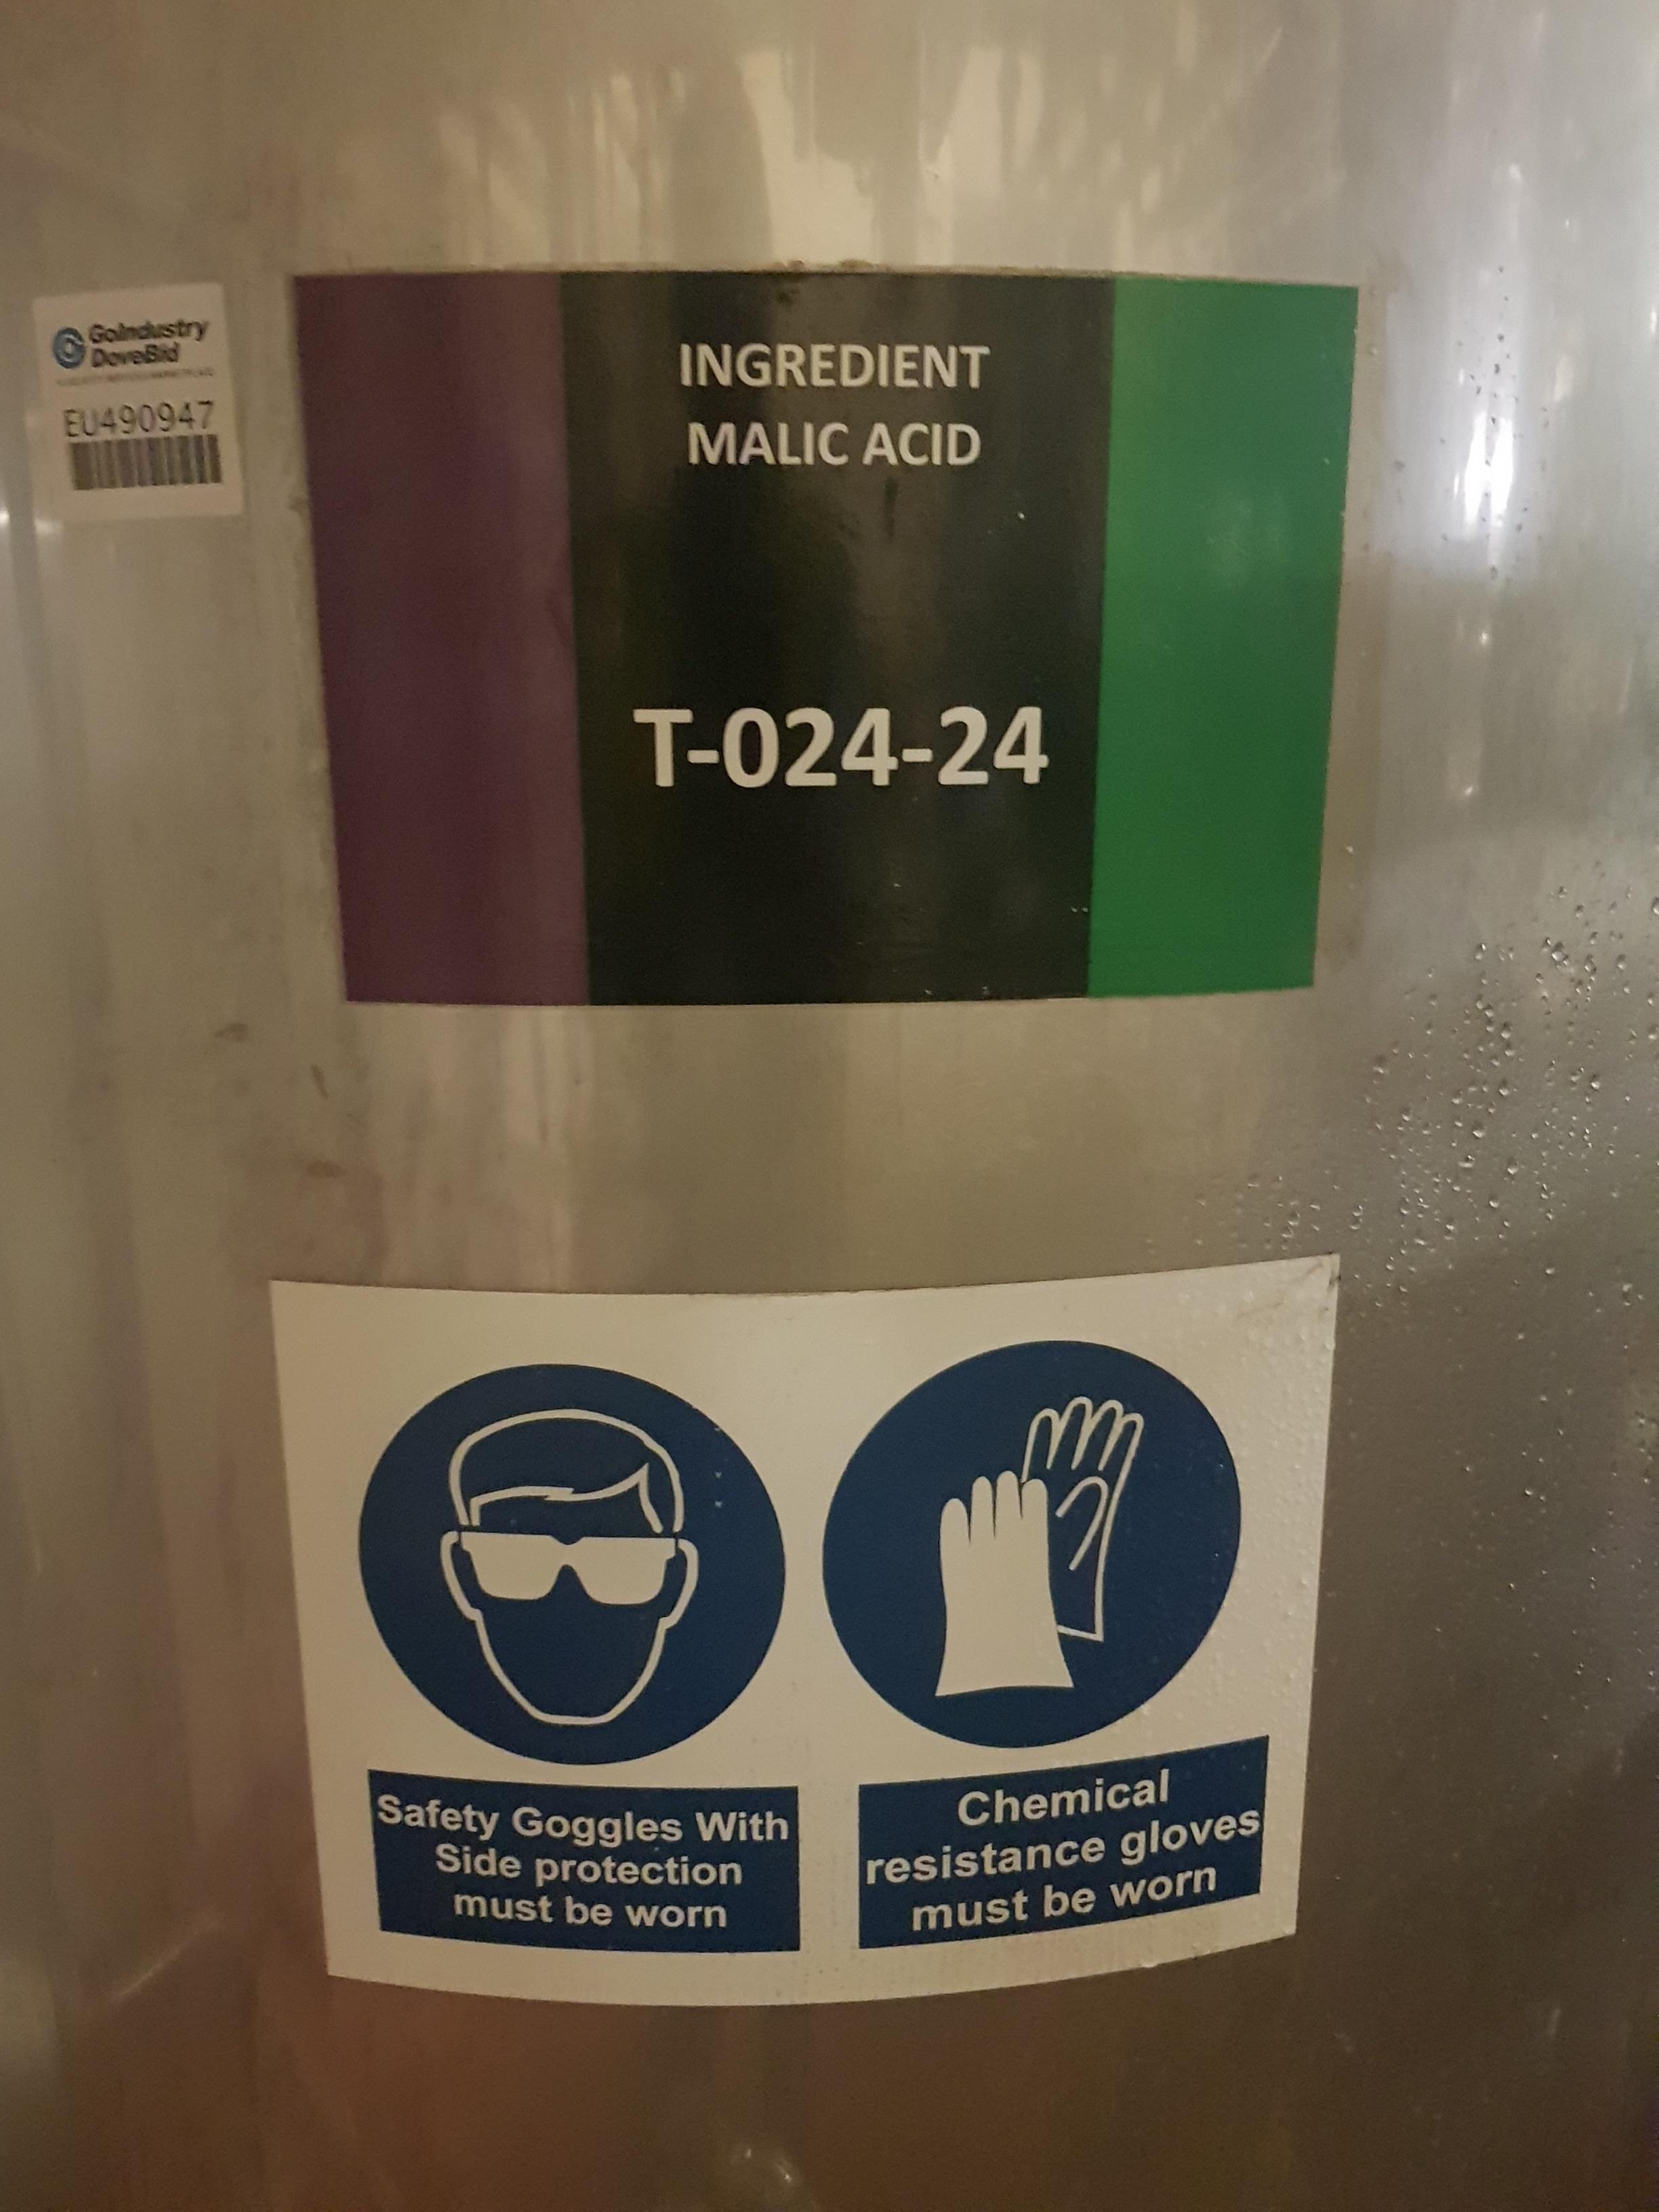 GoIndustry
DoveBid
EU490947
INGREDIENT
MALIC ACID
T-024-24
Safety Goggles With
Side protection
must be worn
Chemical
resistance gloves
must be worn